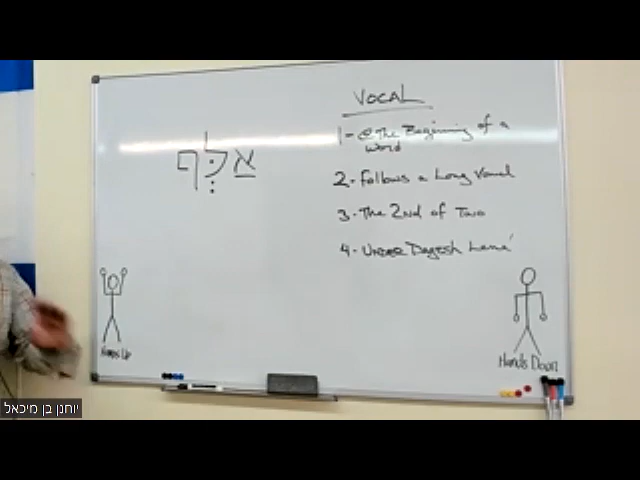 אַלְּף
VOCAL
1 - @ The Beginning of a
word
2 - Follows a Long Vowel
3 - The 2nd of Two
4 - UNDER Dagesh Lene
Hands Up
Hands Down
יוחנן בן מיכאל